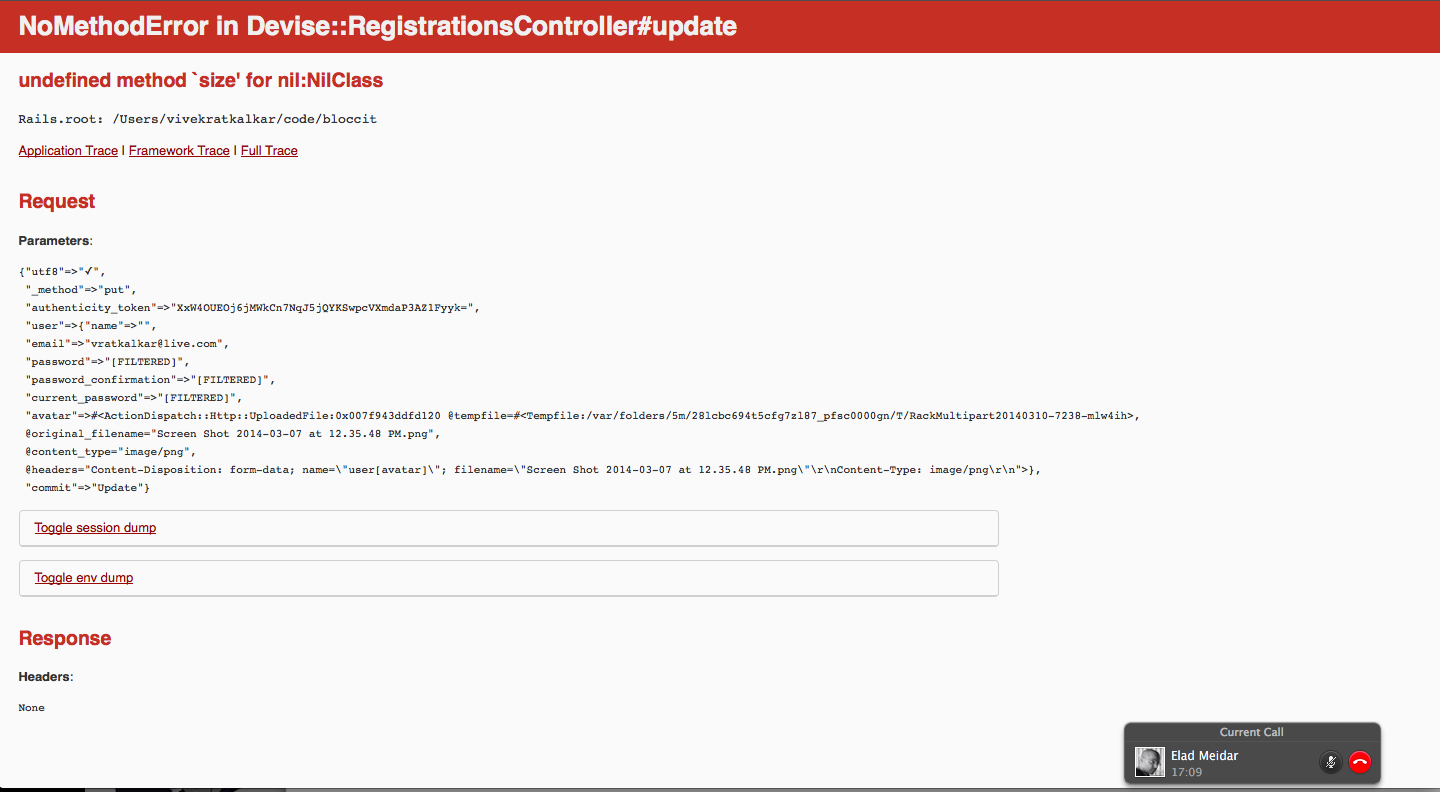 NoMethodError in Devise::RegistrationsController#update
undefined method `size' for nil:NilClass
Rails.root: /Users/vivekratkalkar/code/bloccit
Application Trace | Framework Trace | Full Trace
Request
Parameters:
{"utf8"=>"✓",
"_method"=>"put",
"authenticity_token"=>"XxW4OUEOj6jMWkCn7NqJ5jQYKSwpcVXmdaP3AZ1Fyyk=",
"user"=>{"name"=>"",
"email"=>"vratkalkar@live.com",
"password"=>"[FILTERED]",
"password_confirmation"=>"[FILTERED]",
"current_password"=>"[FILTERED]",
"avatar"=>#<ActionDispatch::Http::UploadedFile:0x007f943ddfd120 @tempfile=#<Tempfile:/var/folders/5m/28lcbc694t5cfg7zl87_pfsc0000gn/T/RackMultipart20140310-7238-mlw4ih>,
@original_filename="Screen Shot 2014-03-07 at 12.35.48 PM.png",
@content_type="image/png",
@headers="Content-Disposition: form-data; name=\"user[avatar]\"; filename=\"Screen Shot 2014-03-07 at 12.35.48 PM.png\"\r\nContent-Type: image/png\r\n">},
"commit"=>"Update"}
Toggle session dump
Toggle env dump
Response
Headers:
None
Current Call
Elad Meidar
17:09